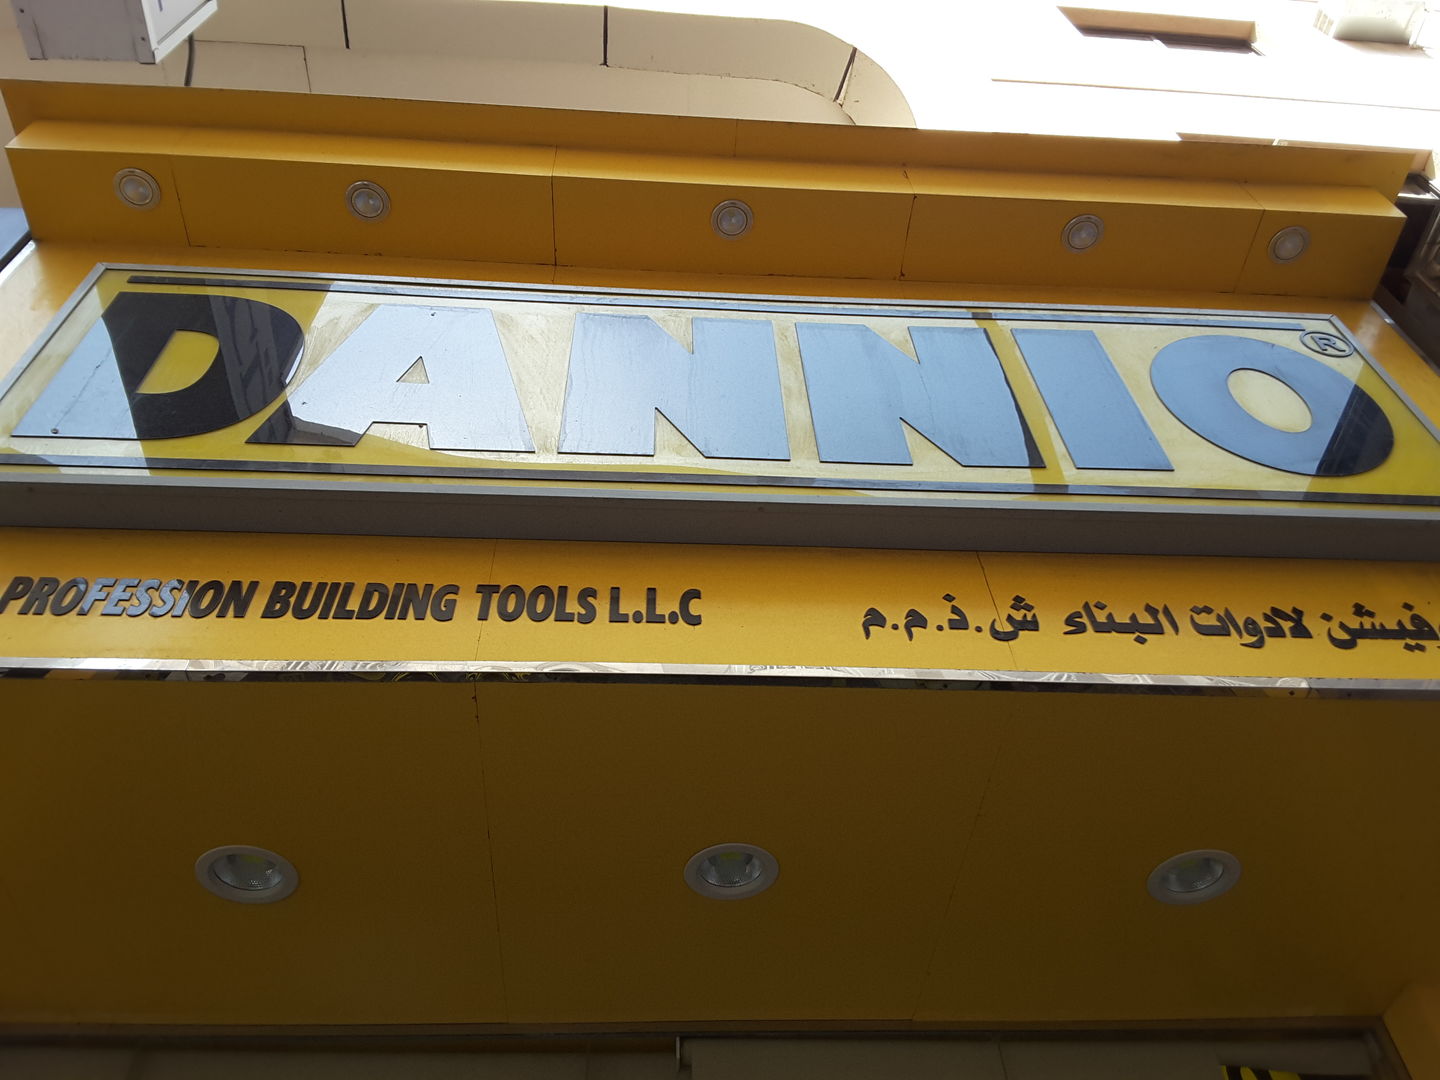 DANNIO®
PROFESSION BUILDING TOOLS L.L.C
لادوات البناء ش.ذ.م.م